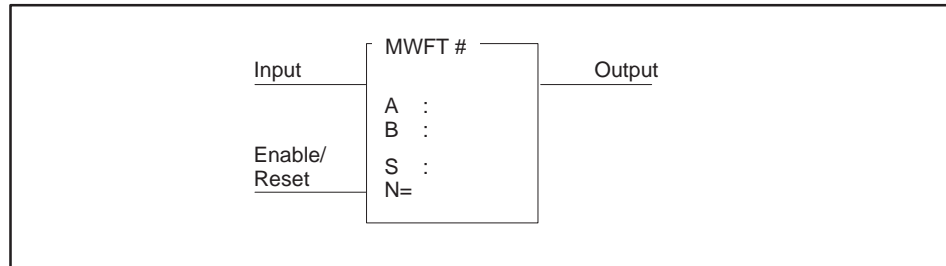 MWFT #
Input
Output
A :
B :
Enable/
Reset
S :
N=